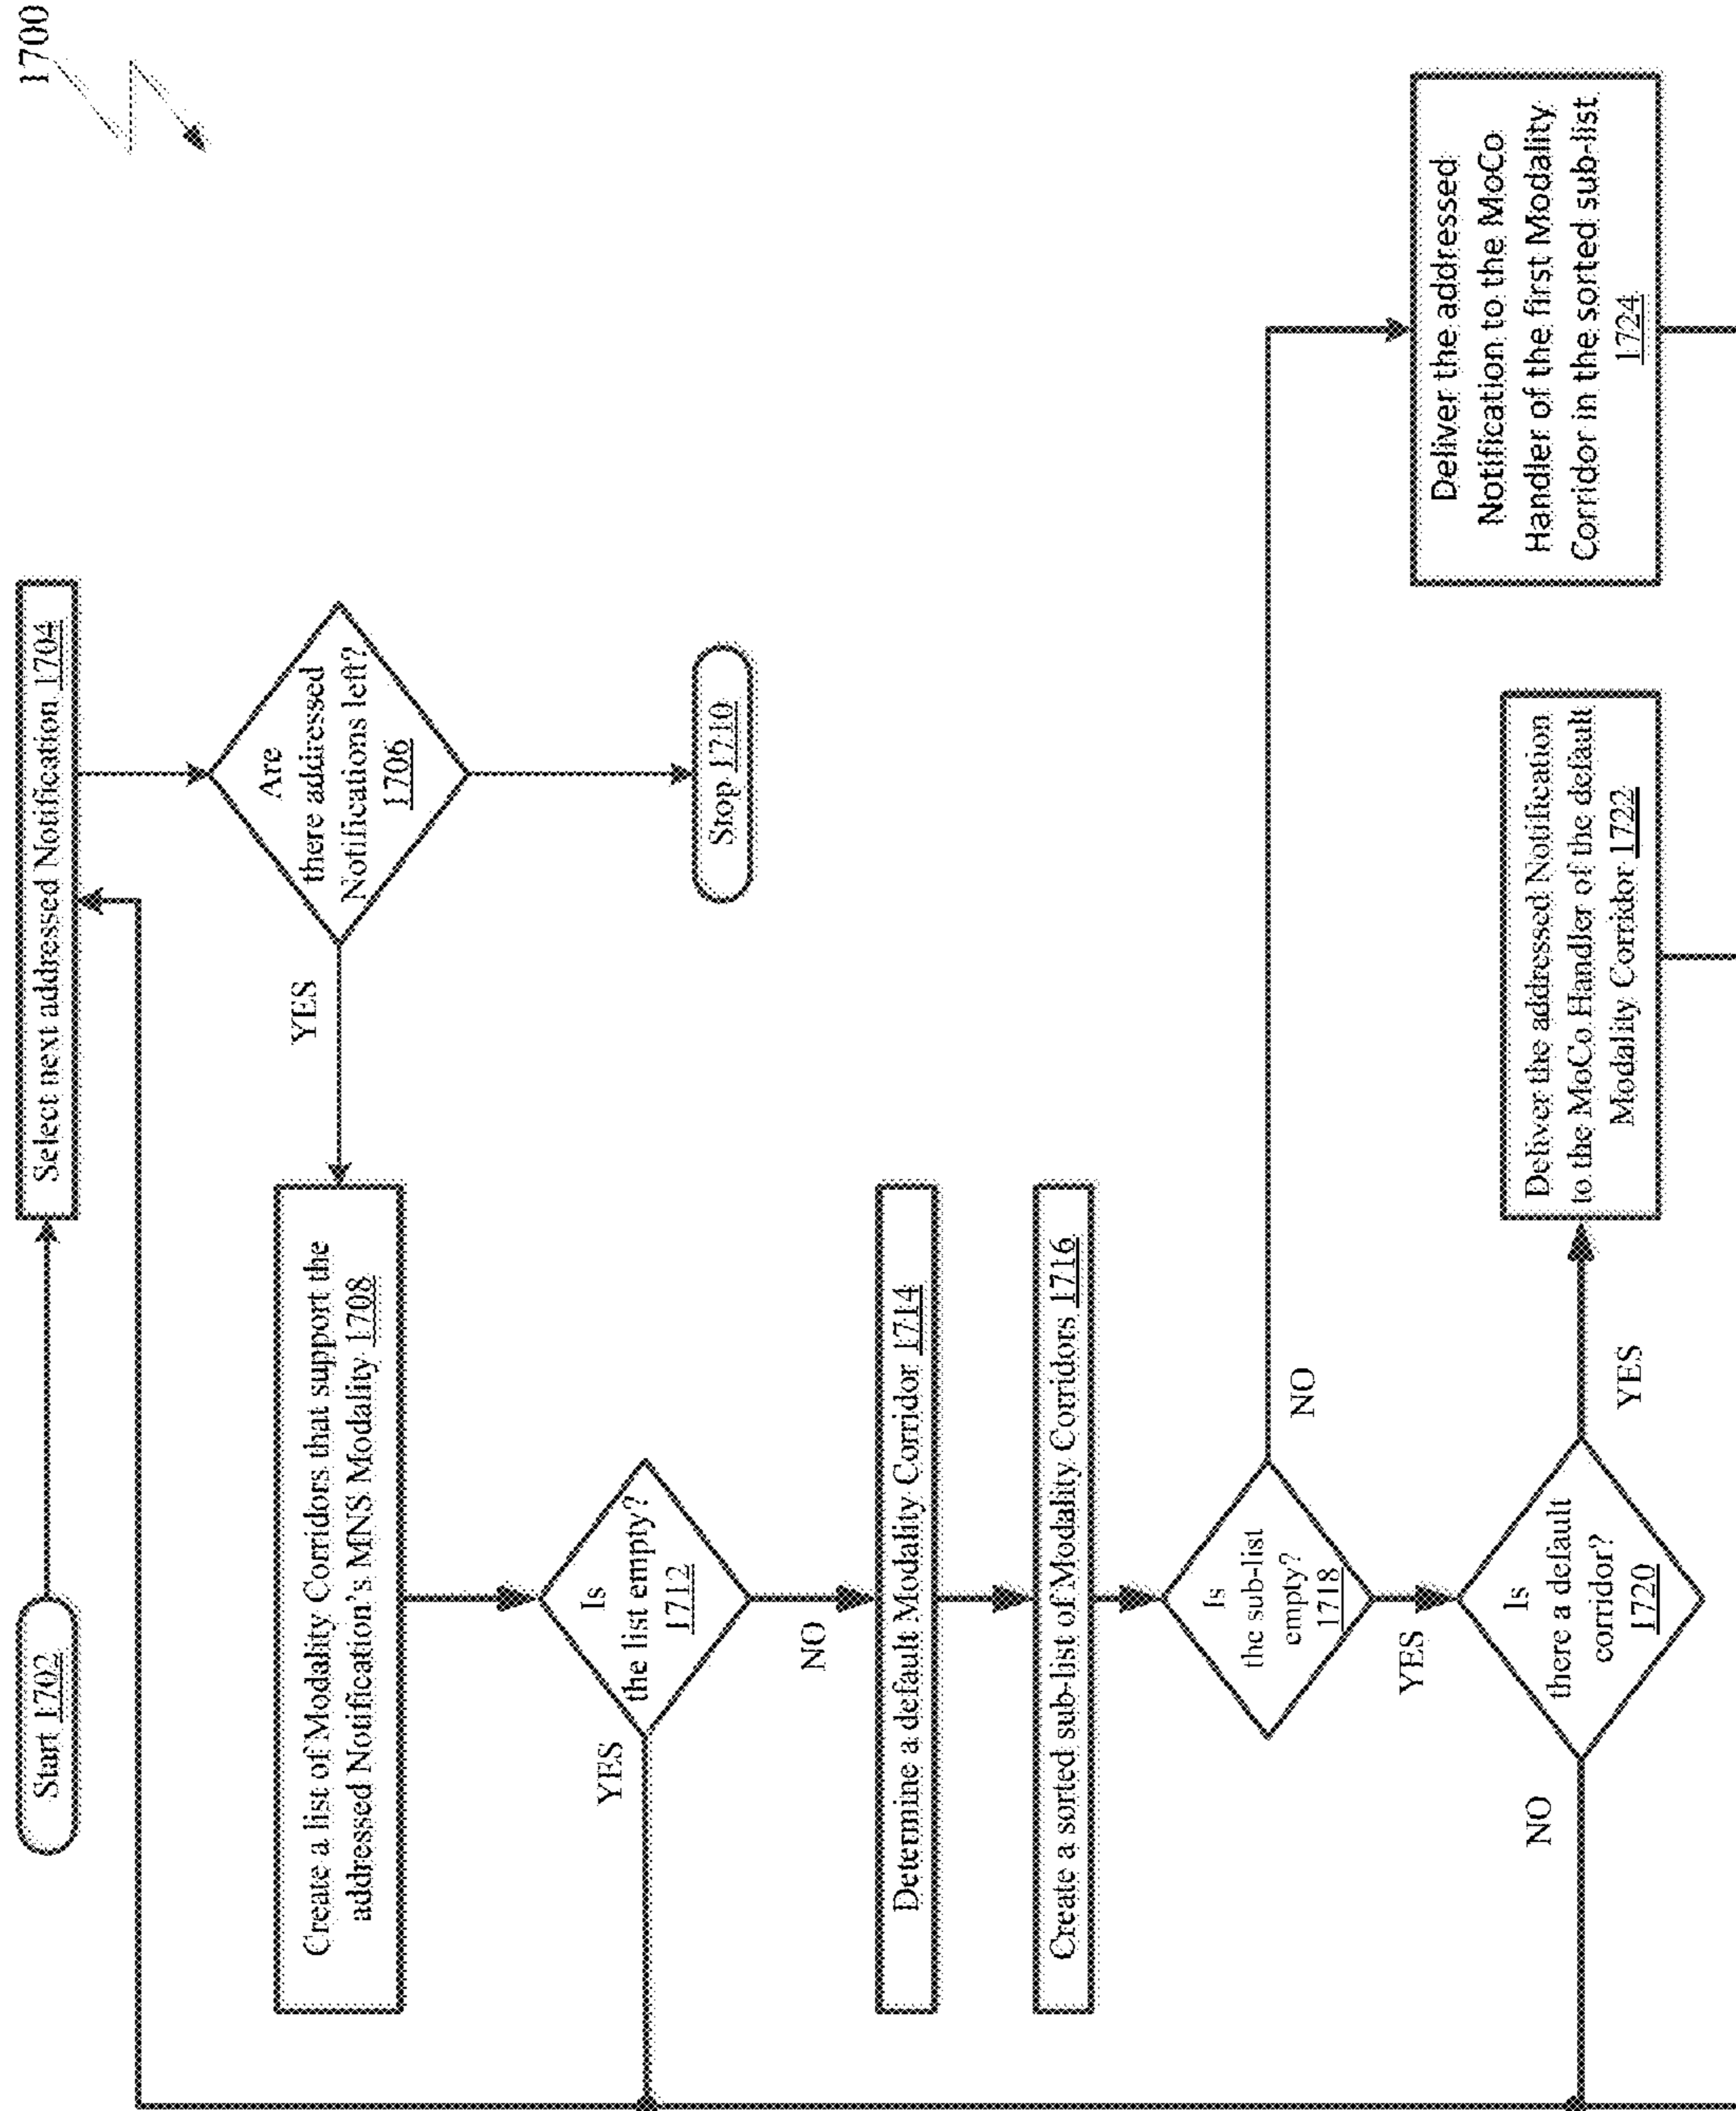 1700
Start 1702
Select next addressed Notification 1704
Are
there addressed
Notifications left?
1706
YES
Stop 1710
Create a list of Modality Corridors that support the
addressed Notification's MNS Modality 1708
Is
the list empty?
1712
YES
NO
Determine a default Modality Corridor 1714
Create a sorted sub-list of Modality Corridors 1716
Is
the sub-list
empty?
1718
NO
YES
Is
there a default
corridor?
1720
NO
YES
Deliver the addressed Notification
to the MoCo Handler of the default
Modality Corridor 1722
Deliver the addressed
Notification to the MoCo
Handler of the first Modality
Corridor in the sorted sub-list
1724